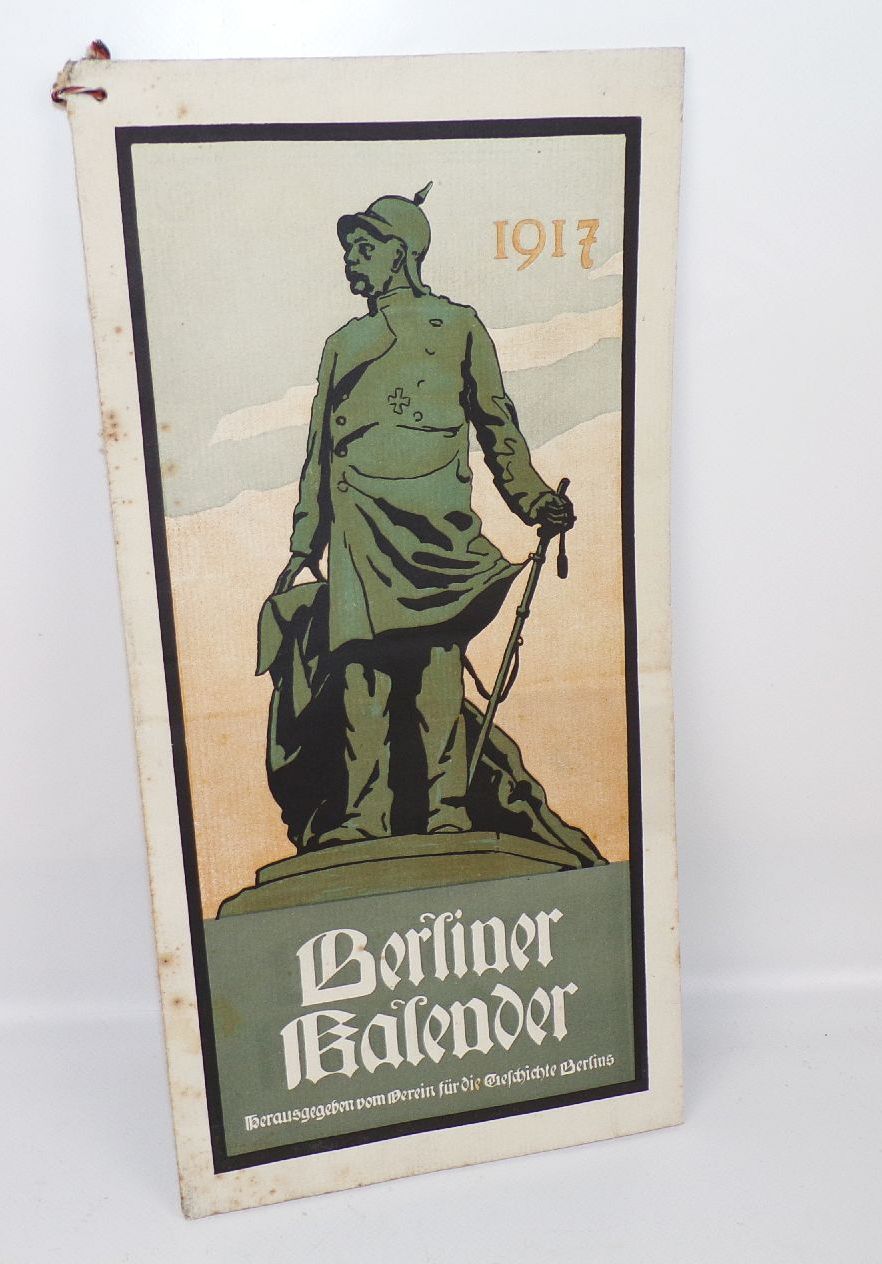 1917
Berliner
Kalender
Herausgegeben vom Verein für die Geschichte Berlins